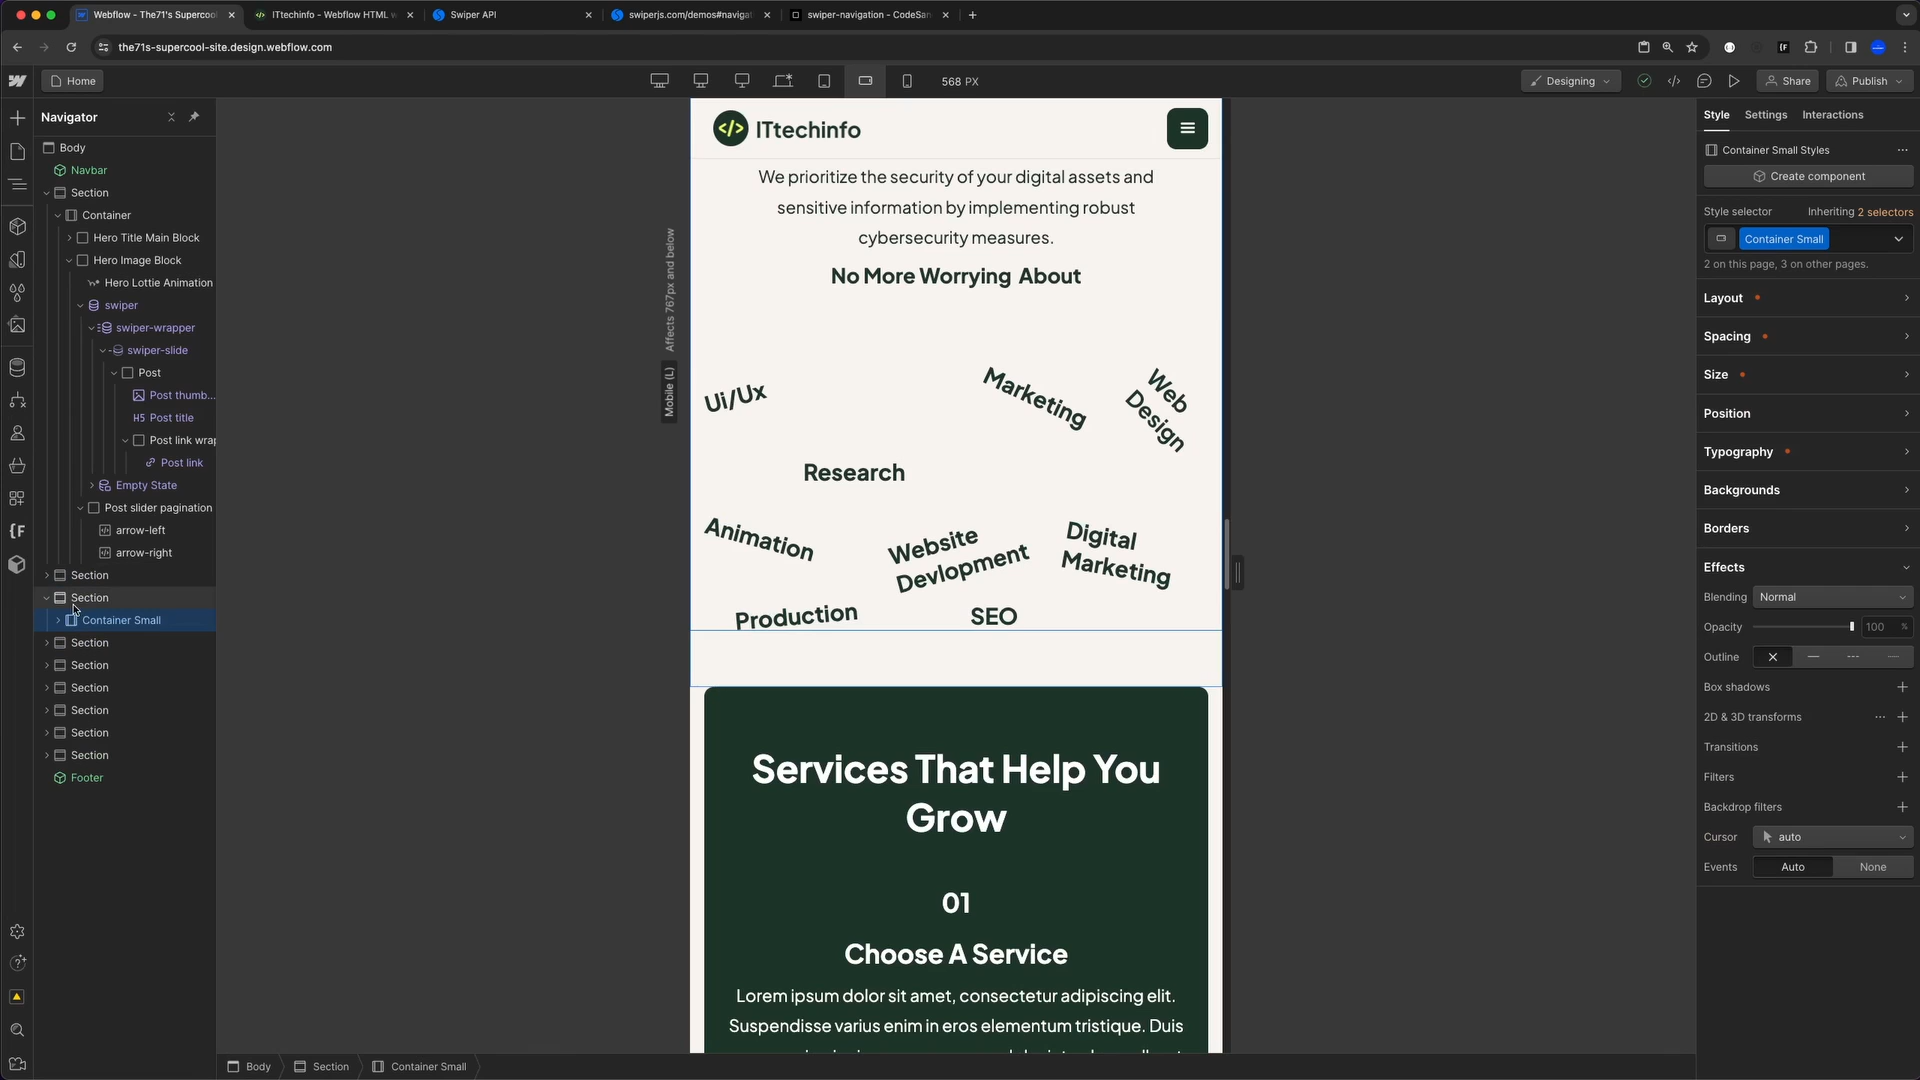 Webflow - The71's Supercool
ITtechinfo - Webflow HTML w
Swiper API
swiperjs.com/demos#navigat
swiper-navigation - CodeSan
the71s-supercool-site.design.webflow.com
Home
568 PX
Designing
Share
Publish
Navigator
Body
Navbar
Section
Container
Hero Title Main Block
Hero Image Block
Hero Lottie Animation
swiper
swiper-wrapper
swiper-slide
Post
Post thumb...
H5 Post title
Post link wrap
Post link
Empty State
Post slider pagination
arrow-left
arrow-right
Section
Section
Container Small
Section
Section
Section
Section
Section
Section
Footer
Affects 767px and below
Mobile (L)
</> ITtechinfo
We prioritize the security of your digital assets and
sensitive information by implementing robust
cybersecurity measures.
No More Worrying About
Ui/Ux
Marketing
Web
Design
Research
Animation
Website
Devlopment
Digital
Marketing
Production
SEO
Services That Help You
Grow
01
Choose A Service
Lorem ipsum dolor sit amet, consectetur adipiscing elit.
Suspendisse varius enim in eros elementum tristique. Duis
Style
Settings
Interactions
Container Small Styles
Create component
Style selector
Inheriting 2 selectors
Container Small
2 on this page, 3 on other pages.
Layout
Spacing
Size
Position
Typography
Backgrounds
Borders
Effects
Blending
Normal
Opacity
100 %
Outline
Box shadows
2D & 3D transforms
Transitions
Filters
Backdrop filters
Cursor
auto
Events
Auto
None
Body
Section
Container Small